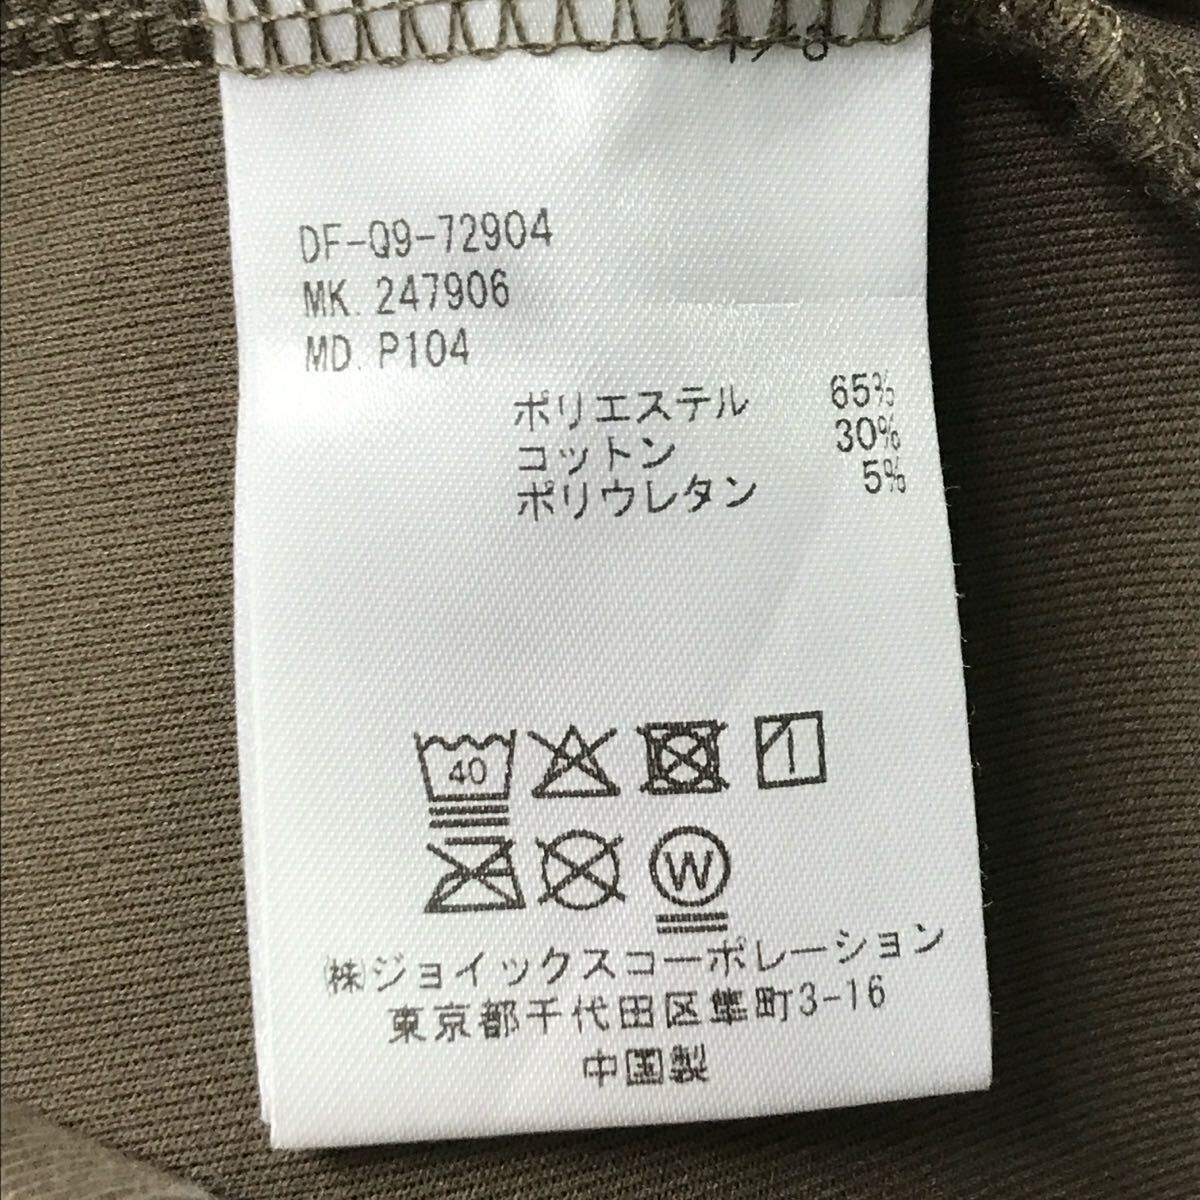 DF-Q9-72904
MK. 247906
MD. P104
ポリエステル 65%
コットン 30%
ポリウレタン 5%
40
W
㈱ジョイックスコーポレーション
東京都千代田区隼町3-16
中国製